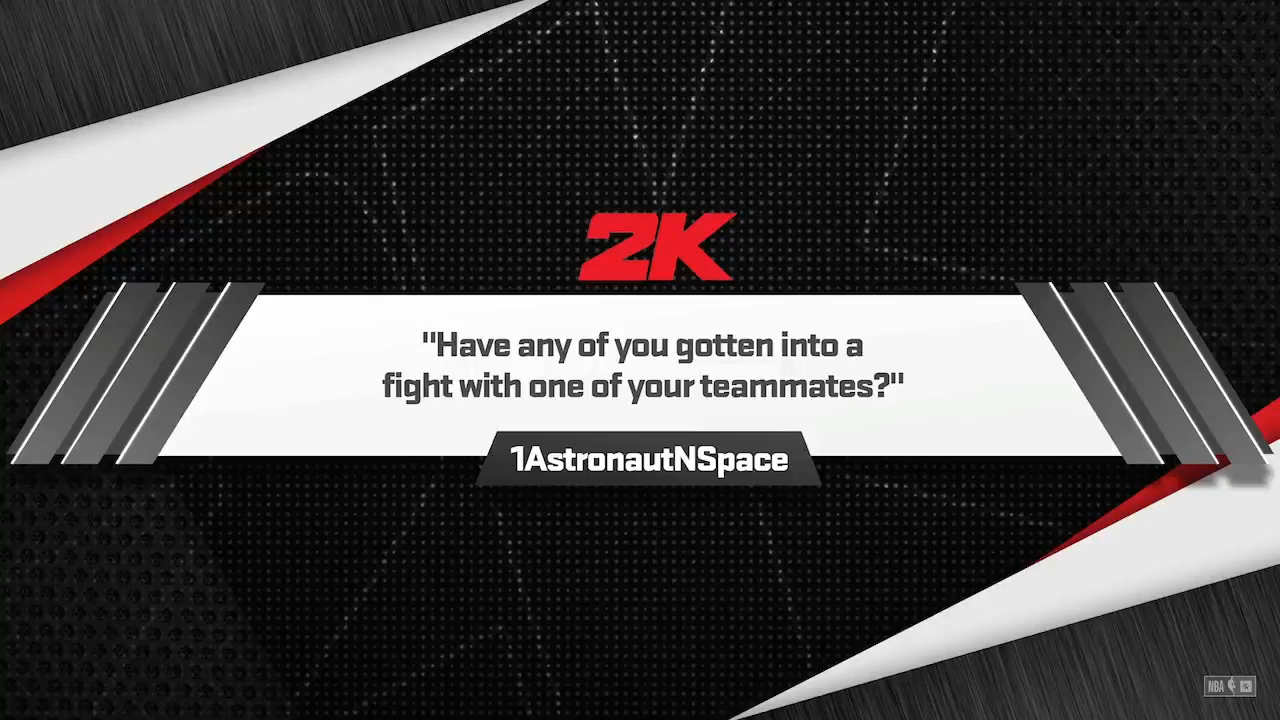 2K
"Have any of you gotten into a
fight with one of your teammates?"
1AstronautNSpace
NBA